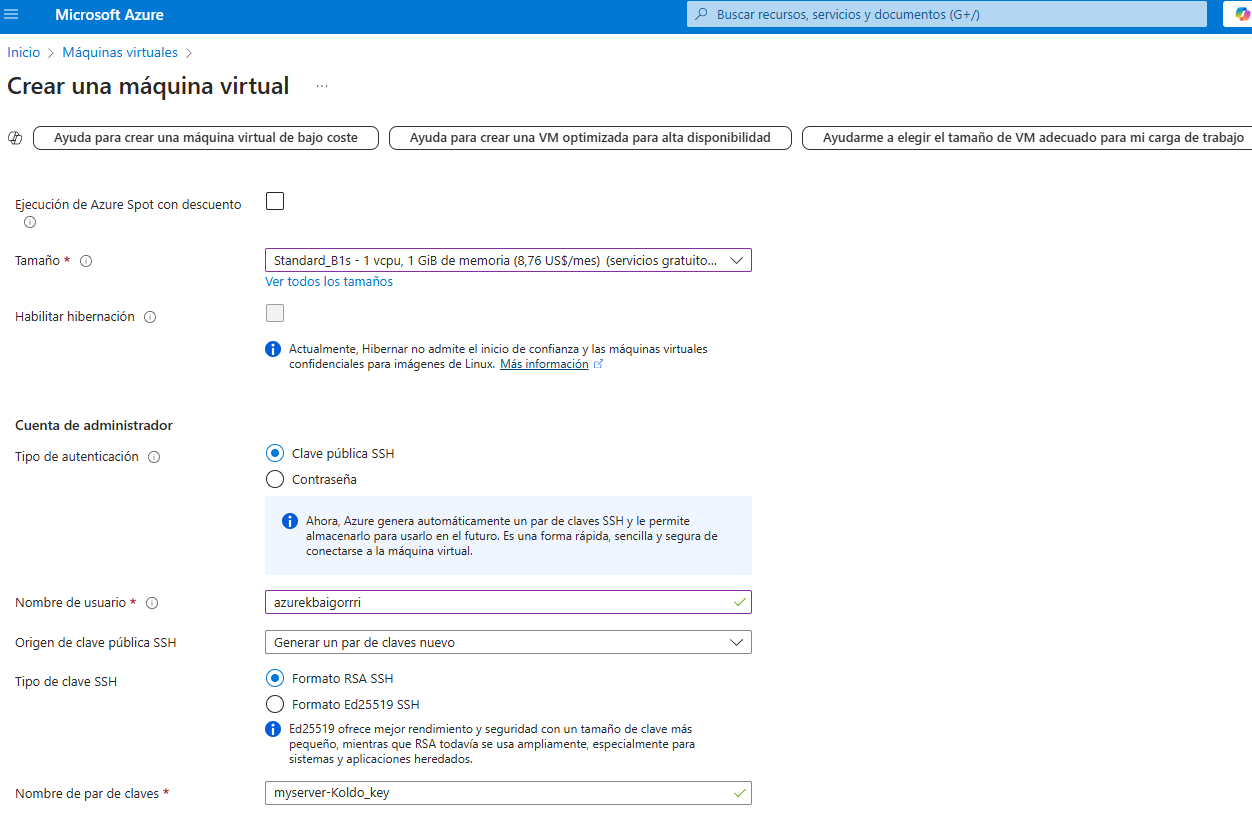 Microsoft Azure
Buscar recursos, servicios y documentos (G+/)
Inicio > Máquinas virtuales >
Crear una máquina virtual ...
Ayuda para crear una máquina virtual de bajo coste
Ayuda para crear una VM optimizada para alta disponibilidad
Ayudarme a elegir el tamaño de VM adecuado para mi carga de trabajo
Ejecución de Azure Spot con descuento
Tamaño *
Standard_B1s - 1 vcpu, 1 GiB de memoria (8,76 US$/mes) (servicios gratuito...
Ver todos los tamaños
Habilitar hibernación
Actualmente, Hibernar no admite el inicio de confianza y las máquinas virtuales
confidenciales para imágenes de Linux. Más información
Cuenta de administrador
Tipo de autenticación
Clave pública SSH
Contraseña
Ahora, Azure genera automáticamente un par de claves SSH y le permite
almacenarlo para usarlo en el futuro. Es una forma rápida, sencilla y segura de
conectarse a la máquina virtual.
Nombre de usuario *
azurekbaigorrri
Origen de clave pública SSH
Generar un par de claves nuevo
Tipo de clave SSH
Formato RSA SSH
Formato Ed25519 SSH
Ed25519 ofrece mejor rendimiento y seguridad con un tamaño de clave más
pequeño, mientras que RSA todavía se usa ampliamente, especialmente para
sistemas y aplicaciones heredados.
Nombre de par de claves *
myserver-Koldo_key